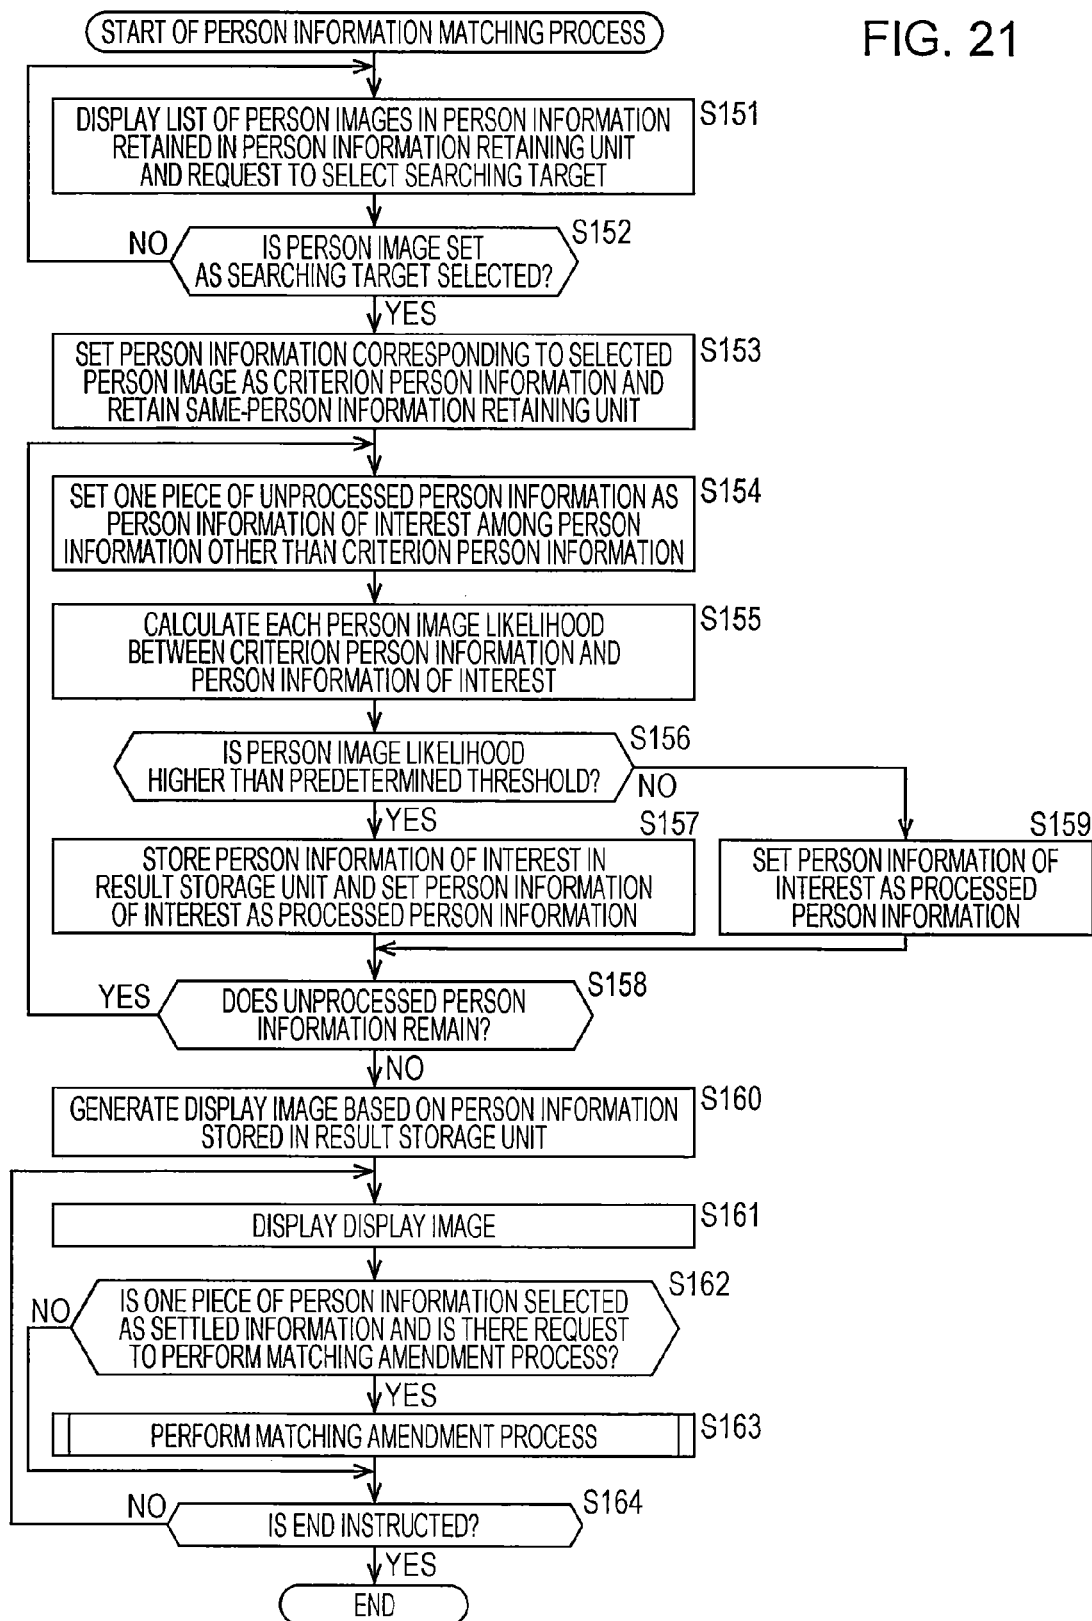 START OF PERSON INFORMATION MATCHING PROCESS
FIG. 21
DISPLAY LIST OF PERSON IMAGES IN PERSON INFORMATION
RETAINED IN PERSON INFORMATION RETAINING UNIT
AND REQUEST TO SELECT SEARCHING TARGET
S151
S152
NO
IS PERSON IMAGE SET
AS SEARCHING TARGET SELECTED?
YES
SET PERSON INFORMATION CORRESPONDING TO SELECTED
PERSON IMAGE AS CRITERION PERSON INFORMATION AND
RETAIN SAME-PERSON INFORMATION RETAINING UNIT
S153
SET ONE PIECE OF UNPROCESSED PERSON INFORMATION AS
PERSON INFORMATION OF INTEREST AMONG PERSON
INFORMATION OTHER THAN CRITERION PERSON INFORMATION
S154
CALCULATE EACH PERSON IMAGE LIKELIHOOD
BETWEEN CRITERION PERSON INFORMATION AND
PERSON INFORMATION OF INTEREST
S155
S156
IS PERSON IMAGE LIKELIHOOD
HIGHER THAN PREDETERMINED THRESHOLD?
NO
YES
S157
STORE PERSON INFORMATION OF INTEREST IN
RESULT STORAGE UNIT AND SET PERSON INFORMATION
OF INTEREST AS PROCESSED PERSON INFORMATION
S159
SET PERSON INFORMATION OF
INTEREST AS PROCESSED
PERSON INFORMATION
S158
YES
DOES UNPROCESSED PERSON
INFORMATION REMAIN?
NO
GENERATE DISPLAY IMAGE BASED ON PERSON INFORMATION
STORED IN RESULT STORAGE UNIT
S160
DISPLAY DISPLAY IMAGE
S161
S162
NO
IS ONE PIECE OF PERSON INFORMATION SELECTED
AS SETTLED INFORMATION AND IS THERE REQUEST
TO PERFORM MATCHING AMENDMENT PROCESS?
YES
PERFORM MATCHING AMENDMENT PROCESS
S163
NO
S164
IS END INSTRUCTED?
YES
END